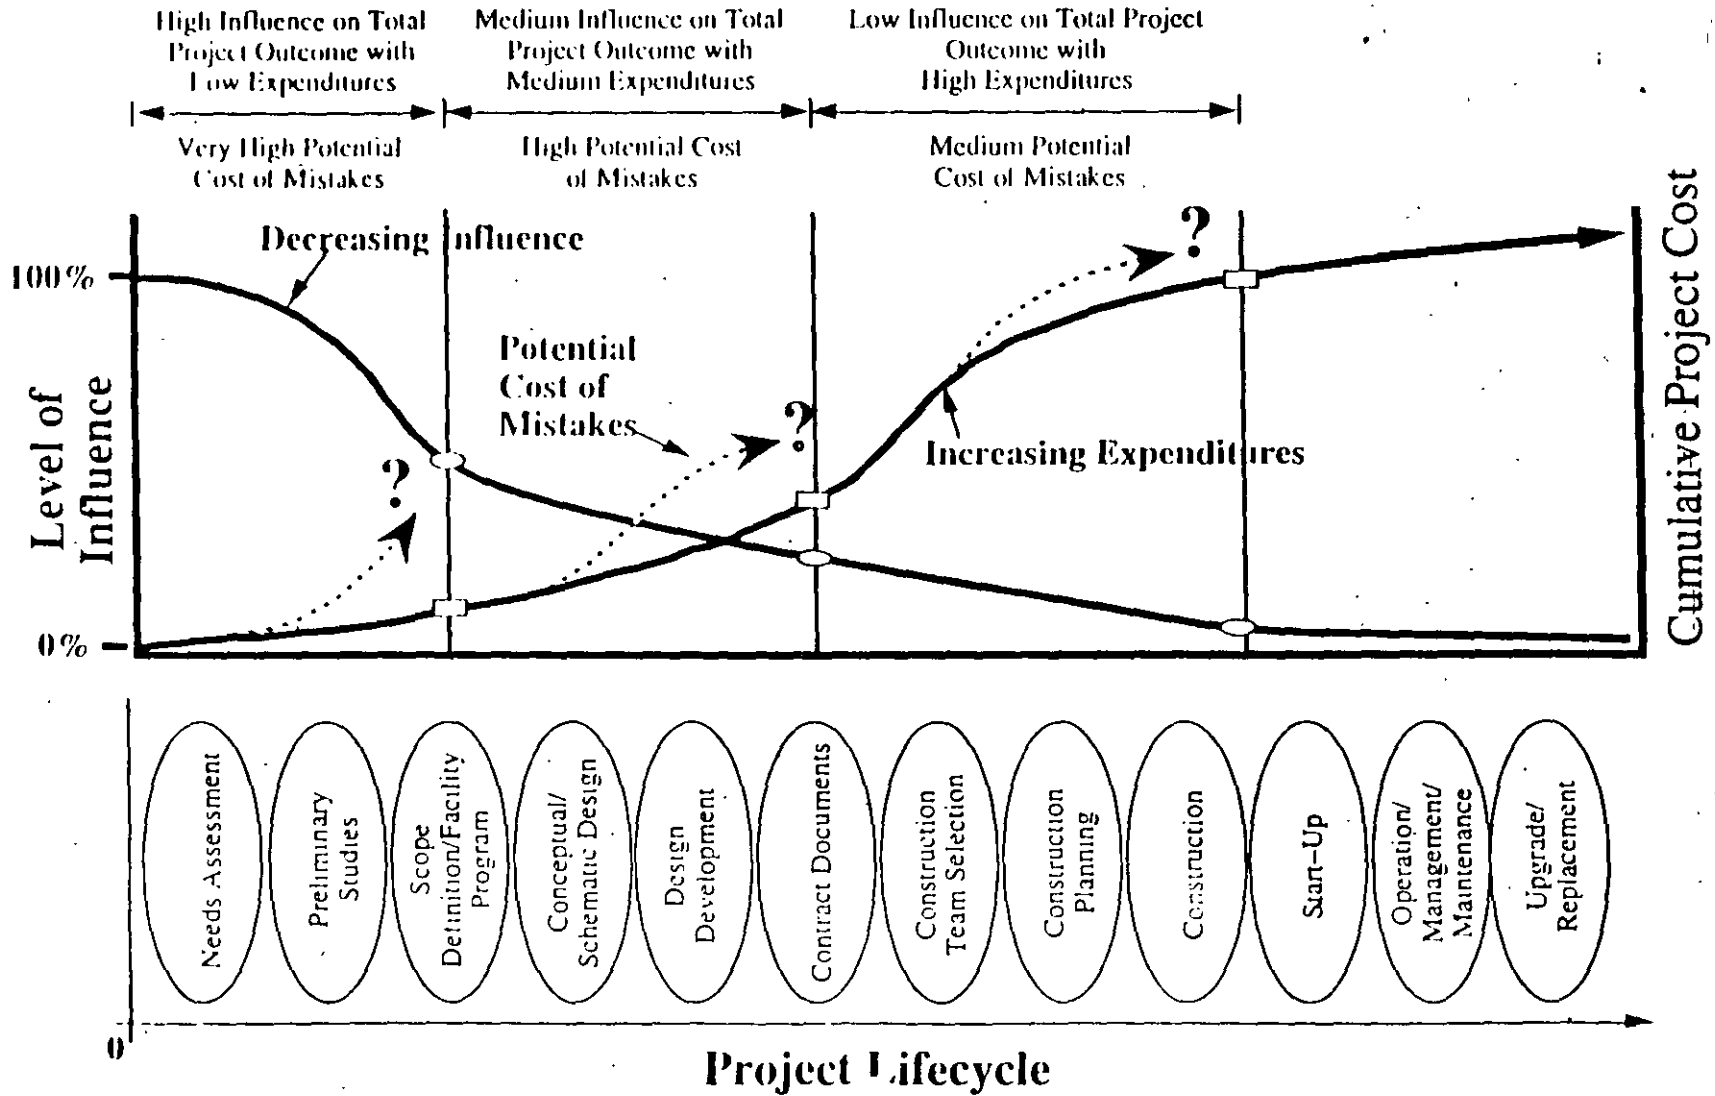 High Influence on Total
Project Outcome with
Low Expenditures
Medium Influence on Total
Project Outcome with
Medium Expenditures
Low Influence on Total Project
Outcome with
High Expenditures
Very High Potential
Cost of Mistakes
High Potential Cost
of Mistakes
Medium Potential
Cost of Mistakes
Decreasing Influence
?
100%
Potential
Cost of
Mistakes
?
Increasing Expenditures
?
Level of
Influence
0%
Cumulative Project Cost
Needs Assessment
Preliminary
Studies
Scope
Definition/Facility
Program
Conceptual/
Schematic Design
Design
Development
Contract Documents
Construction
Team Selection
Construction
Planning
Construction
Start-Up
Operation/
Management/
Maintenance
Upgrade/
Replacement
0
Project Lifecycle